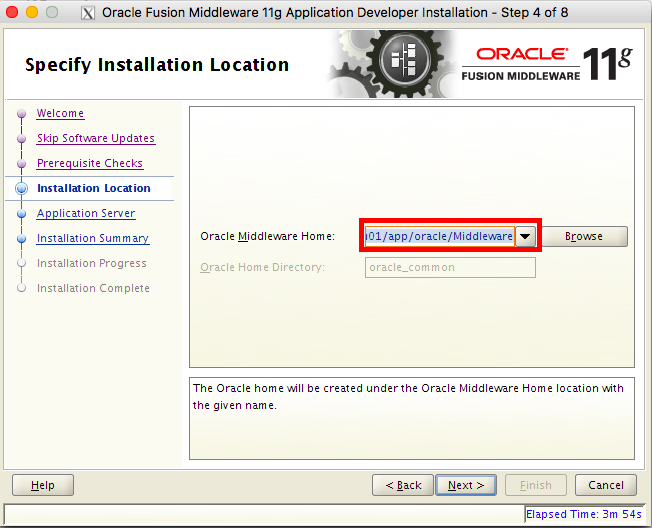 Oracle Fusion Middleware 11g Application Developer Installation - Step 4 of 8
Specify Installation Location
ORACLE
FUSION MIDDLEWARE 11g
Welcome
Skip Software Updates
Prerequisite Checks
Installation Location
Application Server
Installation Summary
Installation Progress
Installation Complete
Oracle Middleware Home: 01/app/oracle/Middleware Browse
Oracle Home Directory: oracle_common
The Oracle home will be created under the Oracle Middleware Home location with
the given name.
Help < Back Next > Finish Cancel
Elapsed Time: 3m 54s